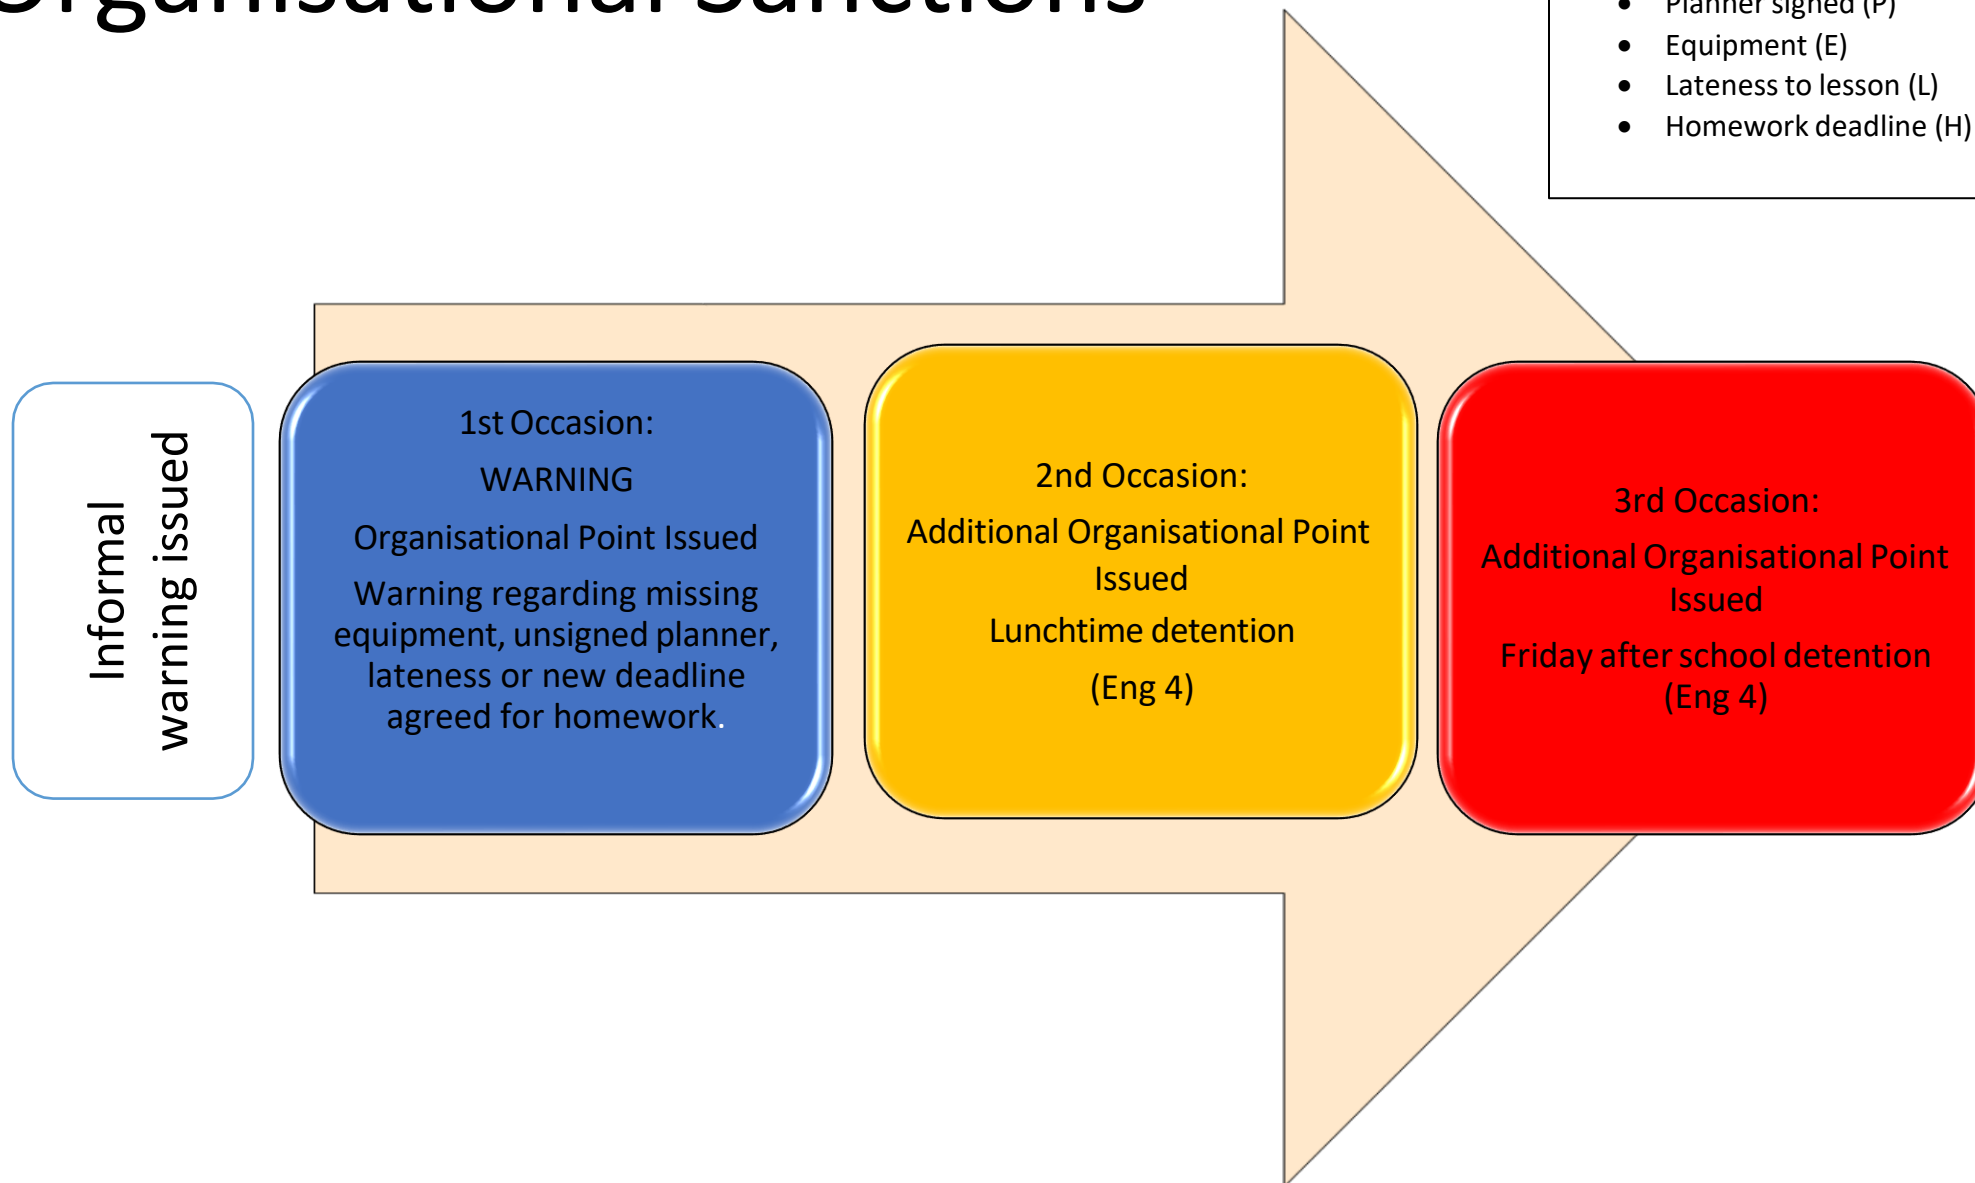 Organisational Sanctions
• Planner signed (P)
• Equipment (E)
• Lateness to lesson (L)
• Homework deadline (H)
Informal
warning issued
1st Occasion:
WARNING
Organisational Point Issued
Warning regarding missing
equipment, unsigned planner,
lateness or new deadline
agreed for homework.
2nd Occasion:
Additional Organisational Point
Issued
Lunchtime detention
(Eng 4)
3rd Occasion:
Additional Organisational Point
Issued
Friday after school detention
(Eng 4)